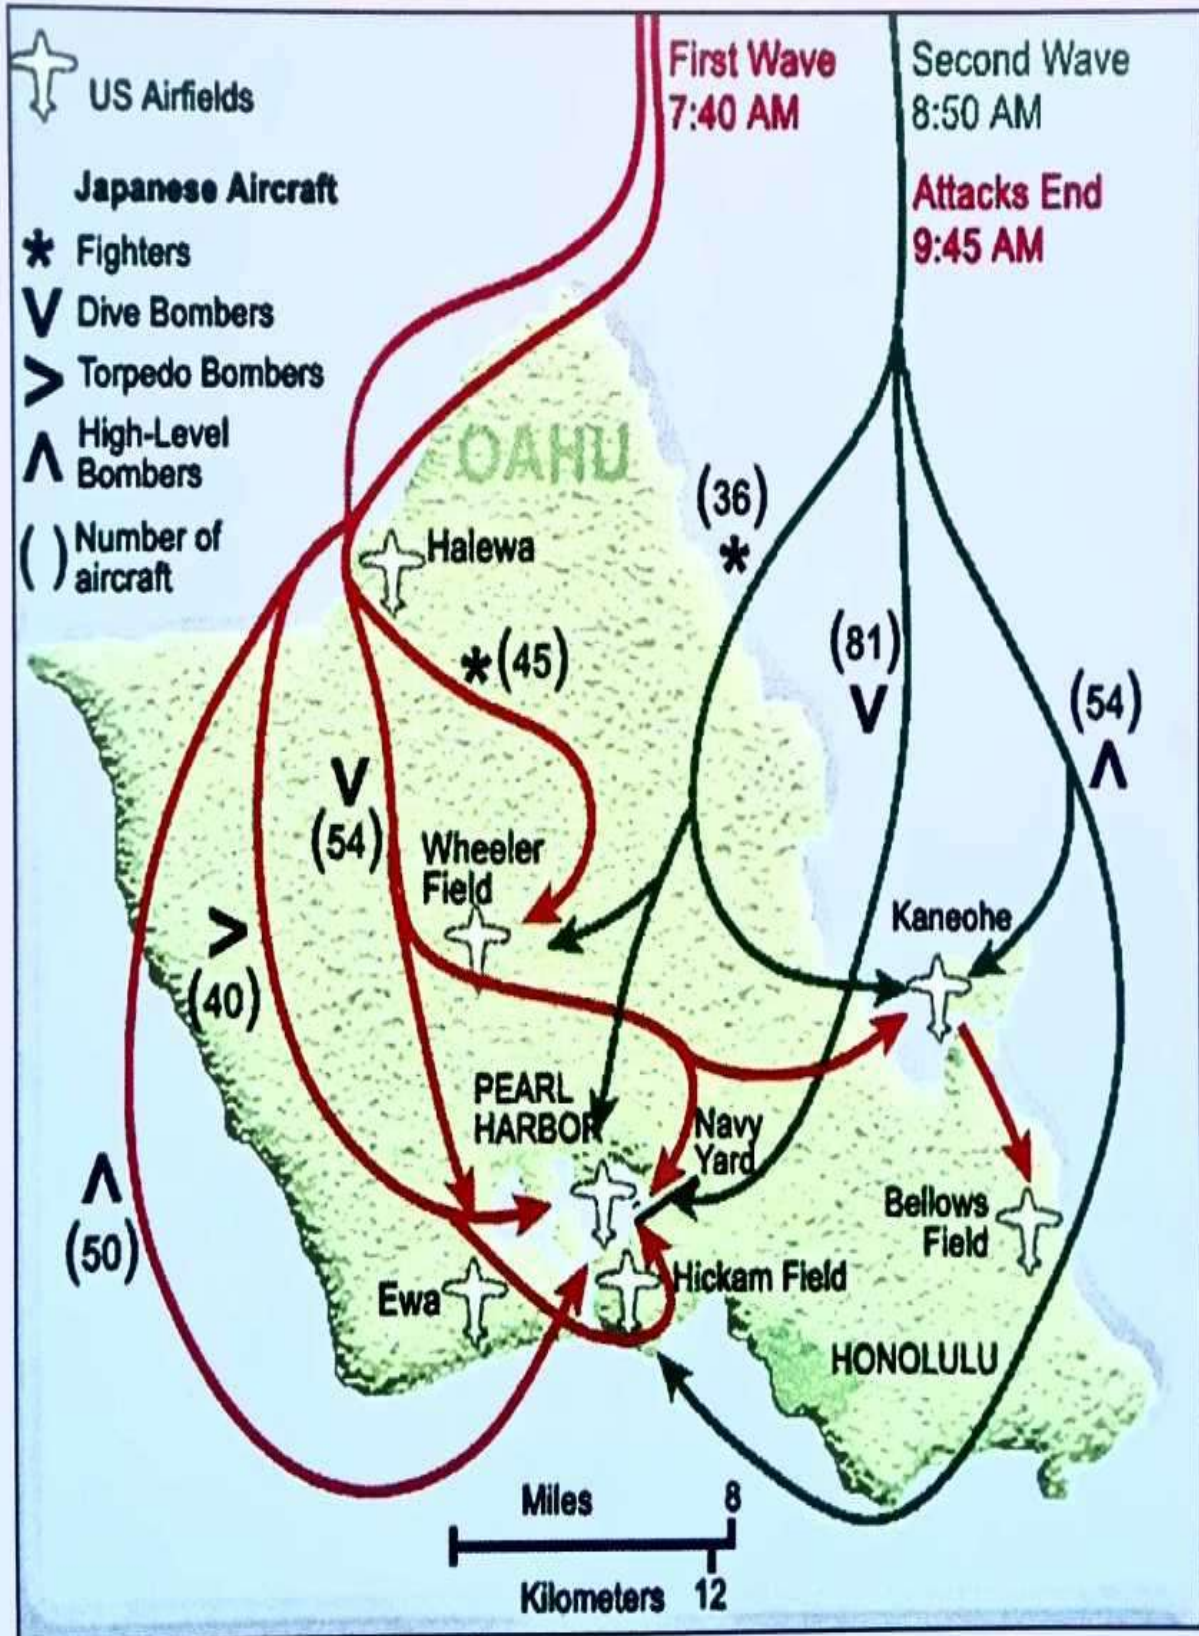 US Airfields
Japanese Aircraft
* Fighters
V Dive Bombers
> Torpedo Bombers
Λ High-Level
Bombers
( ) Number of
aircraft
First Wave
7:40 AM
Second Wave
8:50 AM
Attacks End
9:45 AM
OAHU
(36)
*
Halewa
* (45)
(81)
V
(54)
Λ
V
(54)
Wheeler
Field
>
(40)
Kaneohe
PEARL
HARBOR
Navy
Yard
Λ
(50)
Bellows
Field
Ewa
Hickam Field
HONOLULU
Miles 8
Kilometers 12